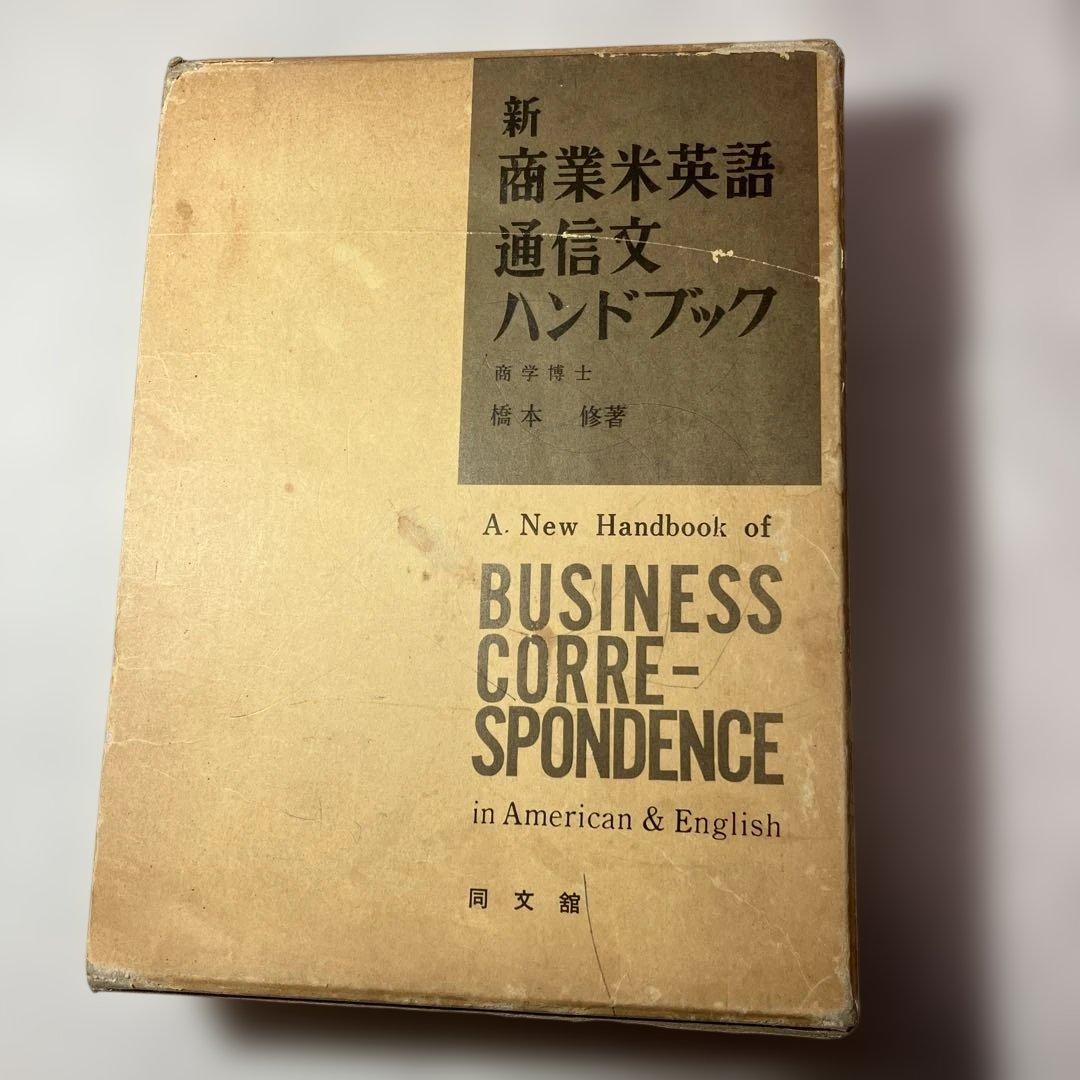 新
商業米英語
通信文
ハンドブック
商学博士
橋本 修著
A. New Handbook of
BUSINESS
CORRE-
SPONDENCE
in American & English
同文舘